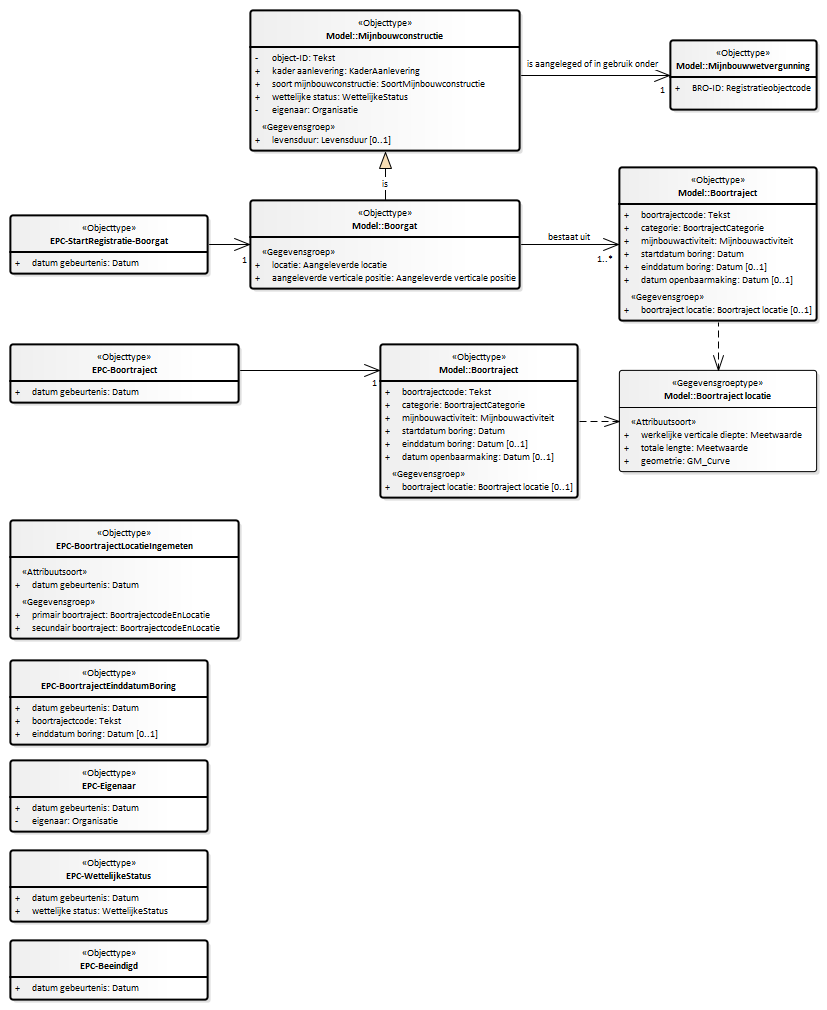 «Objecttype»
Model::Mijnbouwconstructie
- object-ID: Tekst
+ kader aanlevering: KaderAanlevering
+ soort mijnbouwconstructie: SoortMijnbouwconstructie
+ wettelijke status: WettelijkeStatus
- eigenaar: Organisatie
«Gegevensgroep»
+ levensduur: Levensduur [0..1]
is aangelegd of in gebruik onder
1
«Objecttype»
Model::Mijnbouwwetvergunning
+ BRO-ID: Registratieobjectcode
is
«Objecttype»
EPC-StartRegistratie-Boorgat
+ datum gebeurtenis: Datum
1
«Objecttype»
Model::Boorgat
«Gegevensgroep»
+ locatie: Aangeleverde locatie
+ aangeleverde verticale positie: Aangeleverde verticale positie
bestaat uit
1..*
«Objecttype»
Model::Boortraject
+ boortrajectcode: Tekst
+ categorie: BoortrajectCategorie
+ mijnbouwactiviteit: Mijnbouwactiviteit
+ startdatum boring: Datum
+ einddatum boring: Datum [0..1]
+ datum openbaarmaking: Datum [0..1]
«Gegevensgroep»
+ boortraject locatie: Boortraject locatie [0..1]
«Objecttype»
EPC-Boortraject
+ datum gebeurtenis: Datum
1
«Objecttype»
Model::Boortraject
+ boortrajectcode: Tekst
+ categorie: BoortrajectCategorie
+ mijnbouwactiviteit: Mijnbouwactiviteit
+ startdatum boring: Datum
+ einddatum boring: Datum [0..1]
+ datum openbaarmaking: Datum [0..1]
«Gegevensgroep»
+ boortraject locatie: Boortraject locatie [0..1]
«Gegevensgroeptype»
Model::Boortraject locatie
«Attribuutsoort»
+ werkelijke verticale diepte: Meetwaarde
+ totale lengte: Meetwaarde
+ geometrie: GM_Curve
«Objecttype»
EPC-BoortrajectLocatieIngemeten
«Attribuutsoort»
+ datum gebeurtenis: Datum
«Gegevensgroep»
+ primair boortraject: BoortrajectcodeEnLocatie
+ secundair boortraject: BoortrajectcodeEnLocatie
«Objecttype»
EPC-BoortrajectEinddatumBoring
+ datum gebeurtenis: Datum
+ boortrajectcode: Tekst
+ einddatum boring: Datum [0..1]
«Objecttype»
EPC-Eigenaar
+ datum gebeurtenis: Datum
- eigenaar: Organisatie
«Objecttype»
EPC-WettelijkeStatus
+ datum gebeurtenis: Datum
+ wettelijke status: WettelijkeStatus
«Objecttype»
EPC-Beeindigd
+ datum gebeurtenis: Datum